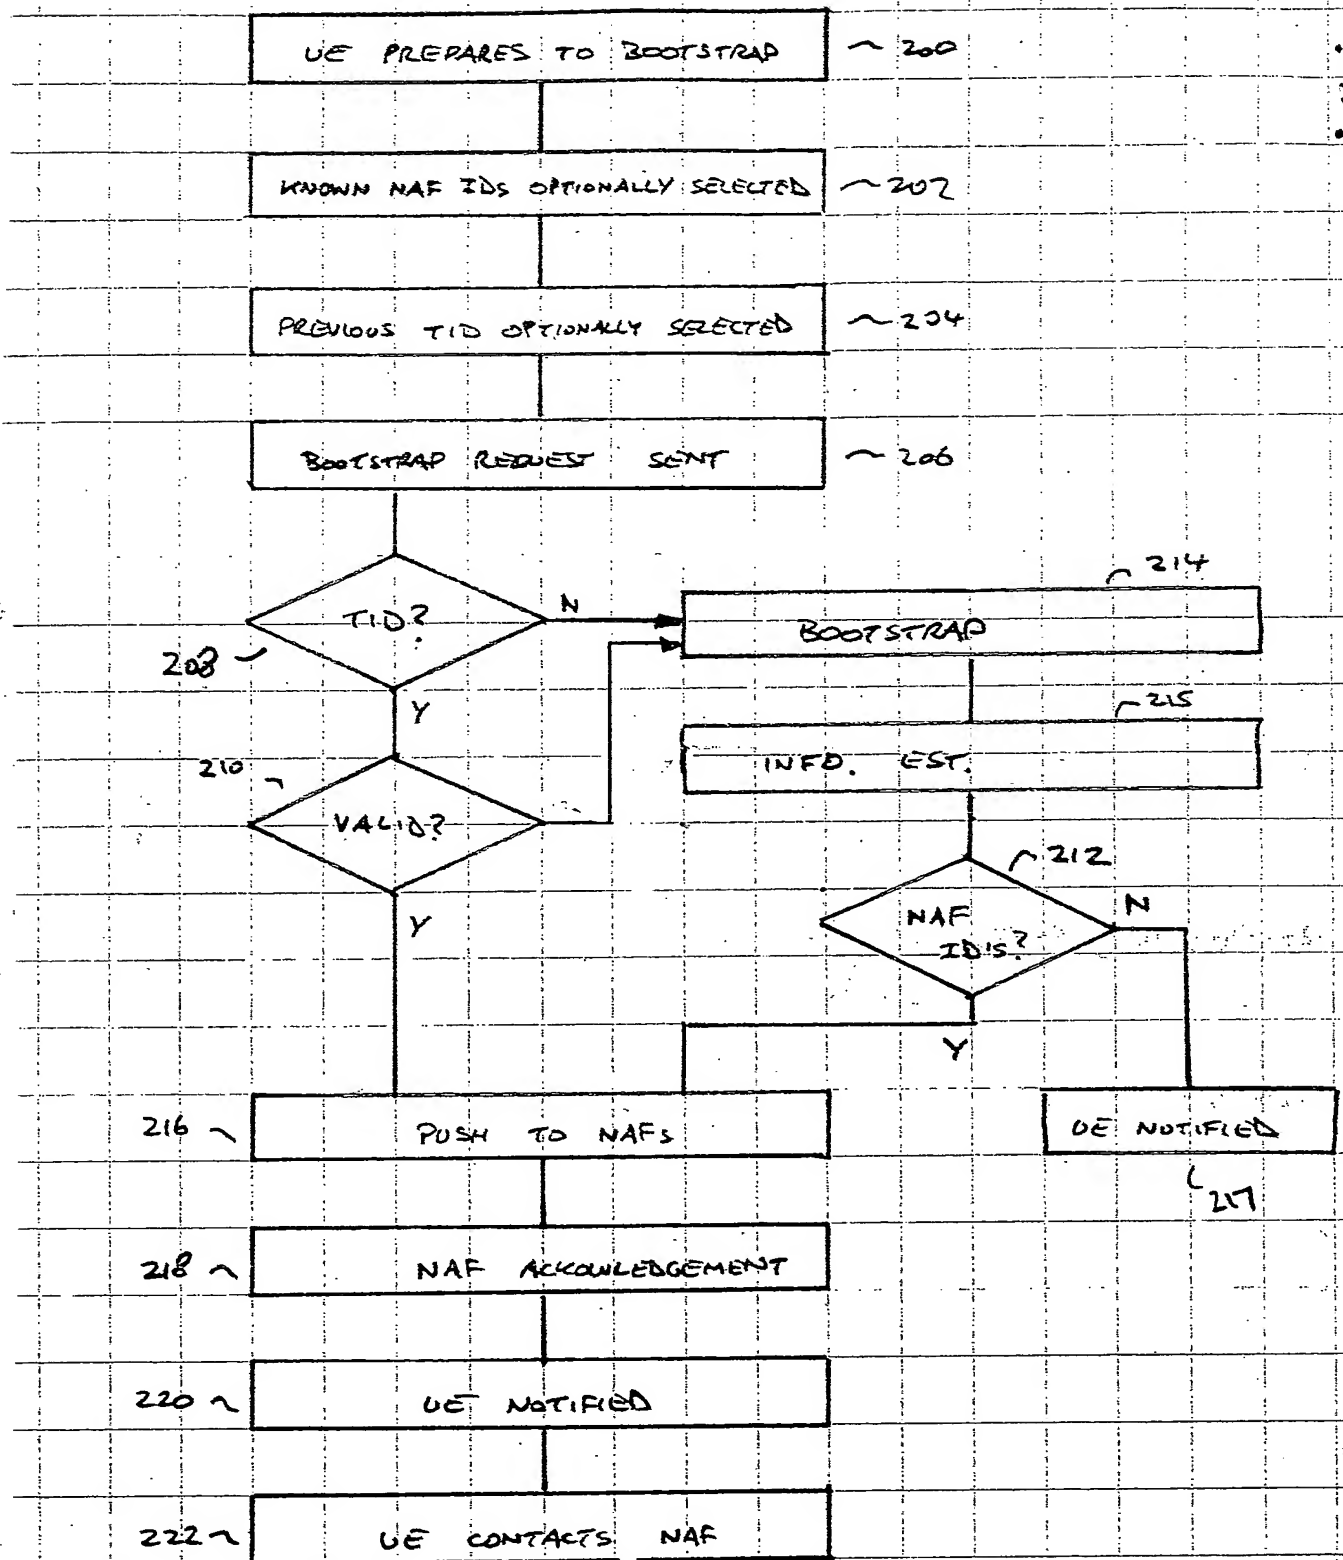 UE PREPARES TO BOOTSTRAP ~ 200
KNOWN NAF IDs OPTIONALLY SELECTED ~ 202
PREVIOUS TID OPTIONALLY SELECTED ~ 204
BOOTSTRAP REQUEST SENT ~ 206
TID?
208
N
Y
214
BOOTSTRAP
215
INFO. EST.
210
VALID?
Y
212
NAF
ID's?
N
Y
216
PUSH TO NAFs
UE NOTIFIED
217
218
NAF ACKOWLEDGEMENT
220
UE NOTIFIED
222
UE CONTACTS NAF